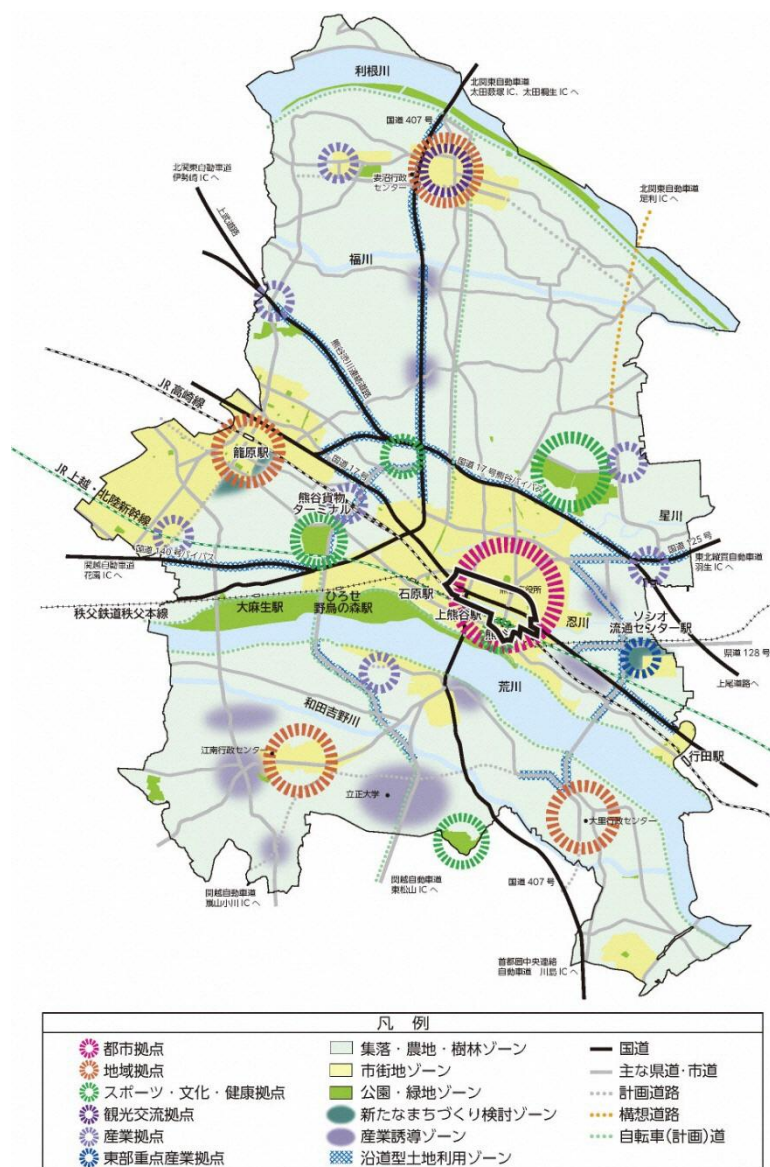 利根川
北関東自動車道
太田藪塚IC、太田桐生ICへ
国道407号
北関東自動車道
伊勢崎ICへ
妻沼行政
センター
北関東自動車道
足利ICへ
上武道路
福川
熊谷渋川連絡道路
JR高崎線
籠原駅
国道17号
国道17号熊谷バイパス
JR上越・北陸新幹線
熊谷貨物
ターミナル
星川
国道140号バイパス
国道125号
関越自動車道
花園ICへ
東北縦貫自動車道
羽生ICへ
秩父鉄道秩父本線
大麻生駅
ひろせ
野鳥の森駅
石原駅
上熊谷駅
役所
忍川
ソシオ
流通センター駅
県道128号
上尾道路へ
荒川
和田吉野川
行田駅
江南行政センター
立正大学
大里行政センター
関越自動車道
嵐山小川ICへ
関越自動車道
東松山ICへ
国道407号
首都圏中央連絡
自動車道 川島ICへ
凡例
都市拠点
地域拠点
スポーツ・文化・健康拠点
観光交流拠点
産業拠点
東部重点産業拠点
集落・農地・樹林ゾーン
市街地ゾーン
公園・緑地ゾーン
新たなまちづくり検討ゾーン
産業誘導ゾーン
沿道型土地利用ゾーン
国道
主な県道・市道
計画道路
構想道路
自転車(計画)道